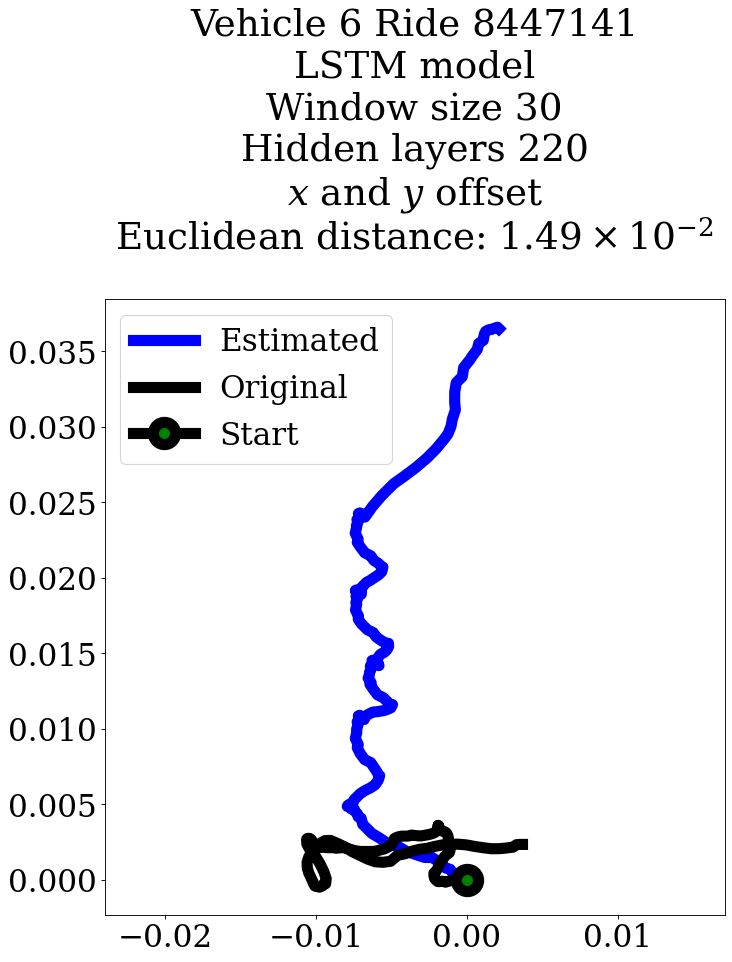 Vehicle 6 Ride 8447141
LSTM model
Window size 30
Hidden layers 220
x and y offset
Euclidean distance: 1.49 × 10⁻²
Estimated
Original
Start
0.035
0.030
0.025
0.020
0.015
0.010
0.005
0.000
−0.02 −0.01 0.00 0.01